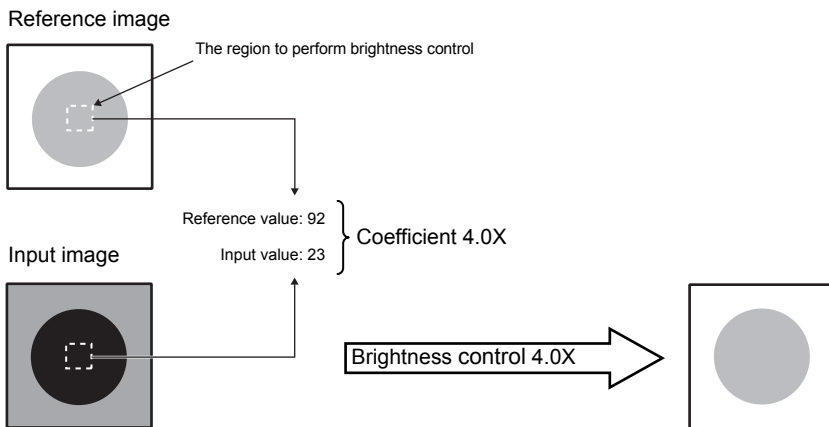 Reference image
The region to perform brightness control
Reference value: 92
Input value: 23
Coefficient 4.0X
Input image
Brightness control 4.0X